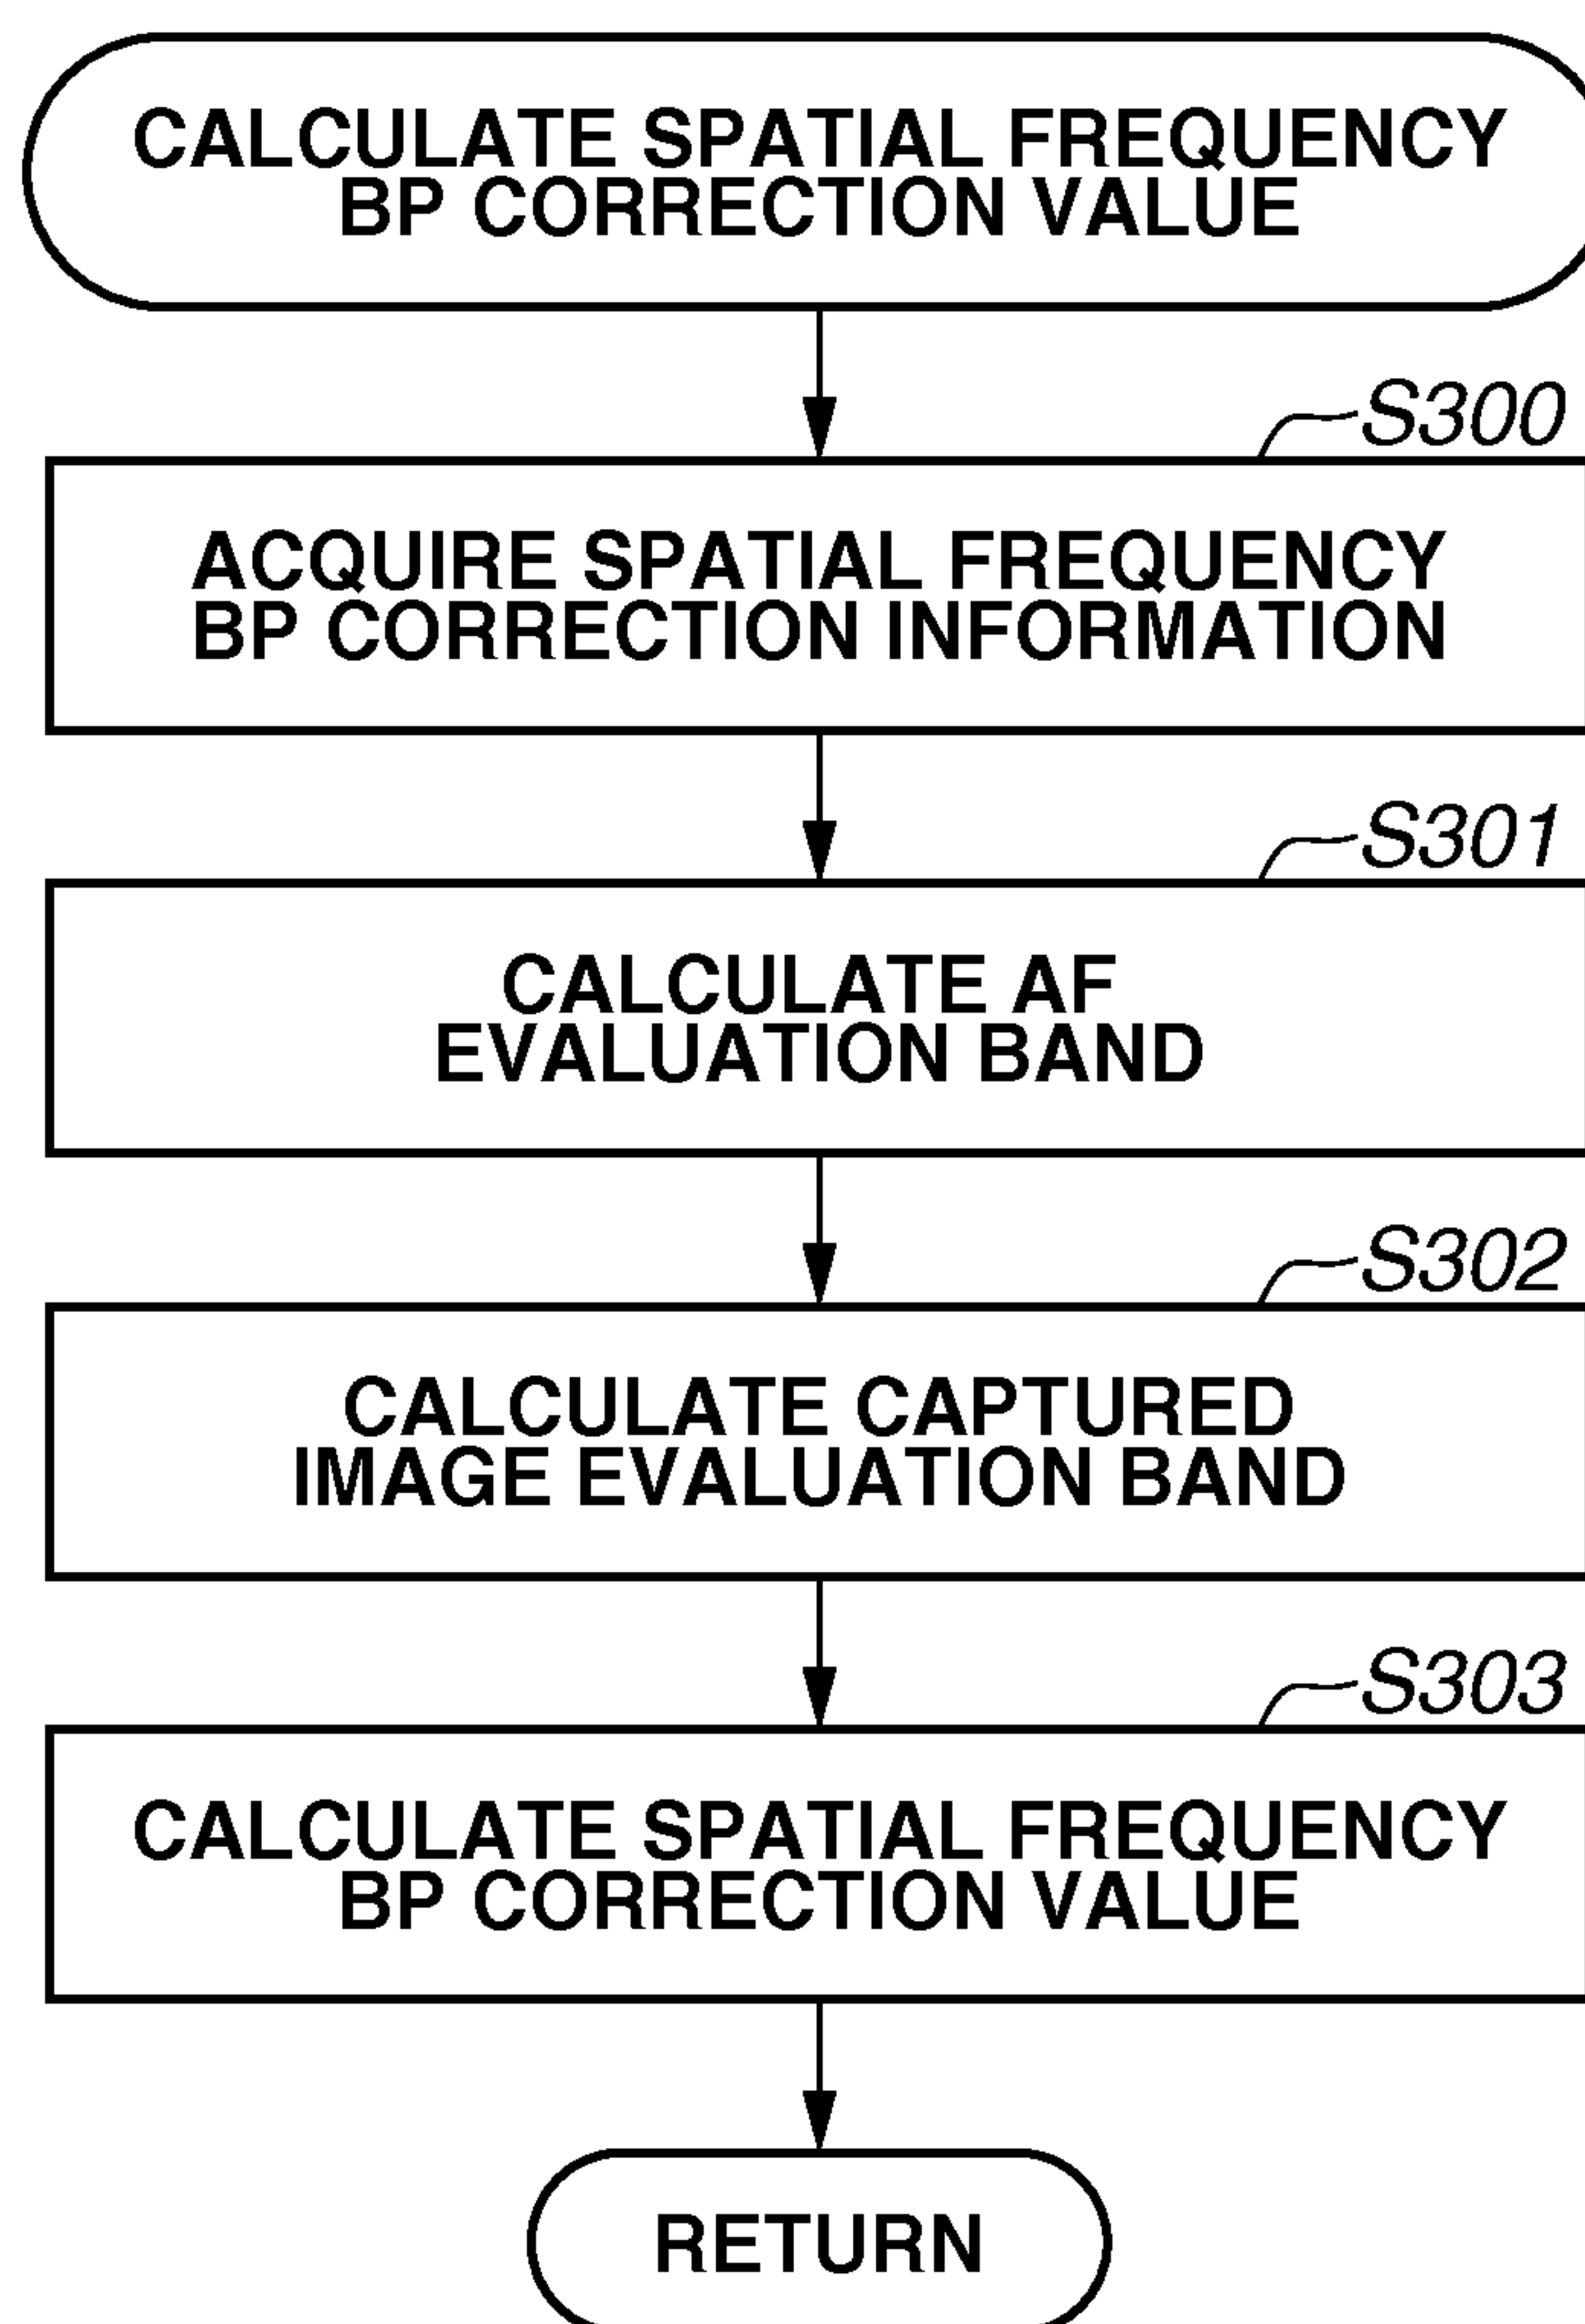 CALCULATE SPATIAL FREQUENCY
BP CORRECTION VALUE
S300
ACQUIRE SPATIAL FREQUENCY
BP CORRECTION INFORMATION
S301
CALCULATE AF
EVALUATION BAND
S302
CALCULATE CAPTURED
IMAGE EVALUATION BAND
S303
CALCULATE SPATIAL FREQUENCY
BP CORRECTION VALUE
RETURN